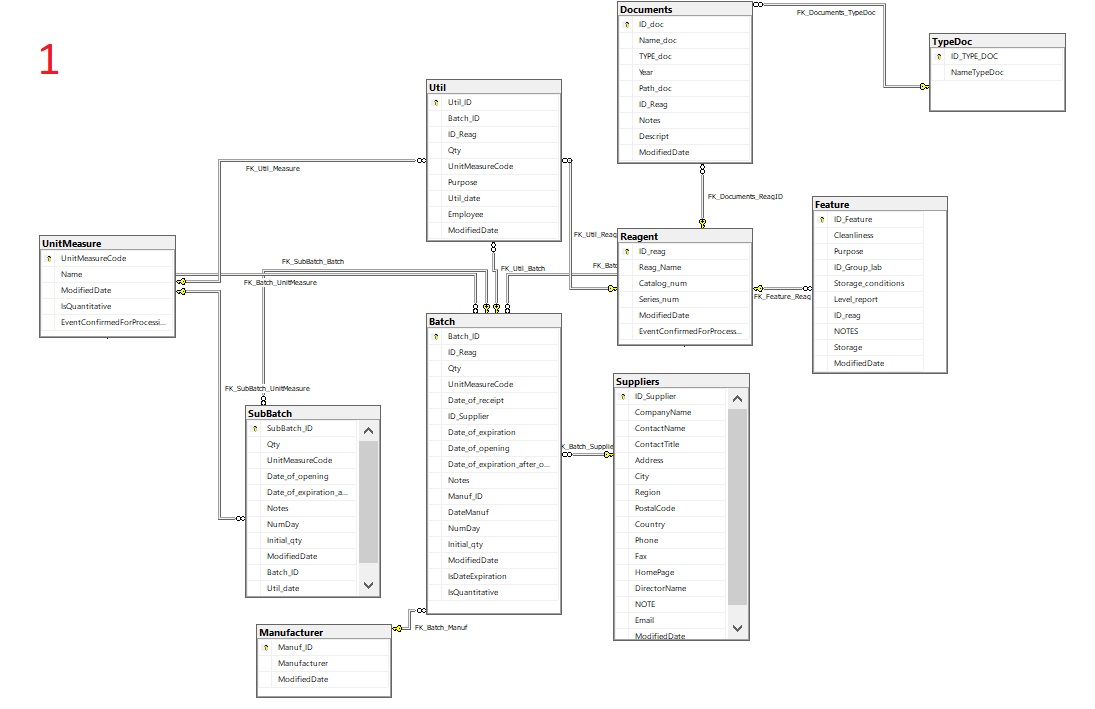 1
Documents
ID_doc
Name_doc
TYPE_doc
Year
Path_doc
ID_Reag
Notes
Descript
ModifiedDate
FK_Documents_TypeDoc
TypeDoc
ID_TYPE_DOC
NameTypeDoc
Util
Util_ID
Batch_ID
ID_Reag
Qty
UnitMeasureCode
Purpose
Util_date
Employee
ModifiedDate
FK_Util_Measure
FK_Documents_ReagID
Feature
ID_Feature
Cleanliness
Purpose
ID_Group_lab
Storage_conditions
Level_report
ID_reag
NOTES
Storage
ModifiedDate
UnitMeasure
UnitMeasureCode
Name
ModifiedDate
IsQuantitative
EventConfirmedForProcessi...
FK_Util_Reag
Reagent
ID_reag
Reag_Name
Catalog_num
Series_num
ModifiedDate
EventConfirmedForProcess...
FK_SubBatch_Batch
FK_Util_Batch
FK_Batc
FK_Batch_UnitMeasure
FK_Feature_Reag
Batch
Batch_ID
ID_Reag
Qty
UnitMeasureCode
Date_of_receipt
ID_Supplier
Date_of_expiration
Date_of_opening
Date_of_expiration_after_o...
Notes
Manuf_ID
DateManuf
NumDay
Initial_qty
ModifiedDate
IsDateExpiration
IsQuantitative
Suppliers
ID_Supplier
CompanyName
ContactName
ContactTitle
Address
City
Region
PostalCode
Country
Phone
Fax
HomePage
DirectorName
NOTE
Email
ModifiedDate
FK_SubBatch_UnitMeasure
SubBatch
SubBatch_ID
Qty
UnitMeasureCode
Date_of_opening
Date_of_expiration_a...
Notes
NumDay
Initial_qty
ModifiedDate
Batch_ID
Util_date
K_Batch_Supplie
Manufacturer
Manuf_ID
Manufacturer
ModifiedDate
FK_Batch_Manuf